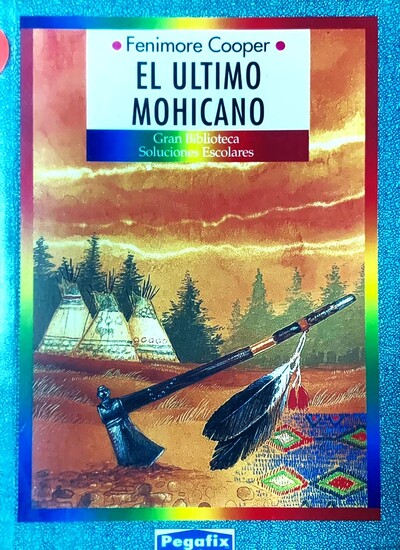 Fenimore Cooper
EL ULTIMO
MOHICANO
Gran Biblioteca
Soluciones Escolares
Pegafix